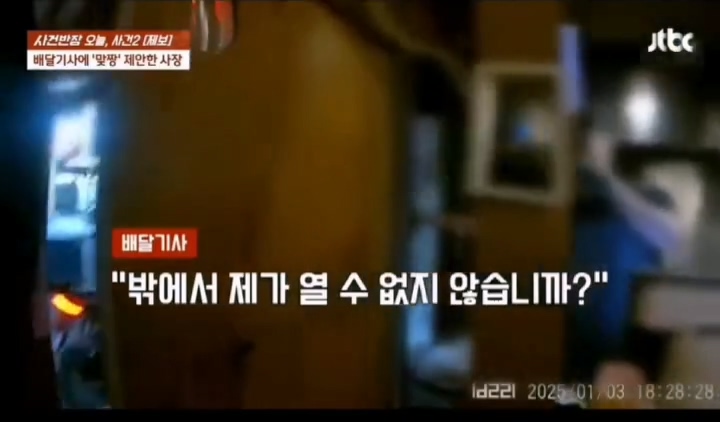 사건반장 오늘, 사건2 [제보]
jtbc
배달기사에 '맞짱' 제안한 사장
배달기사
"밖에서 제가 열 수 없지 않습니까?"
2025/01/03 18:28:28